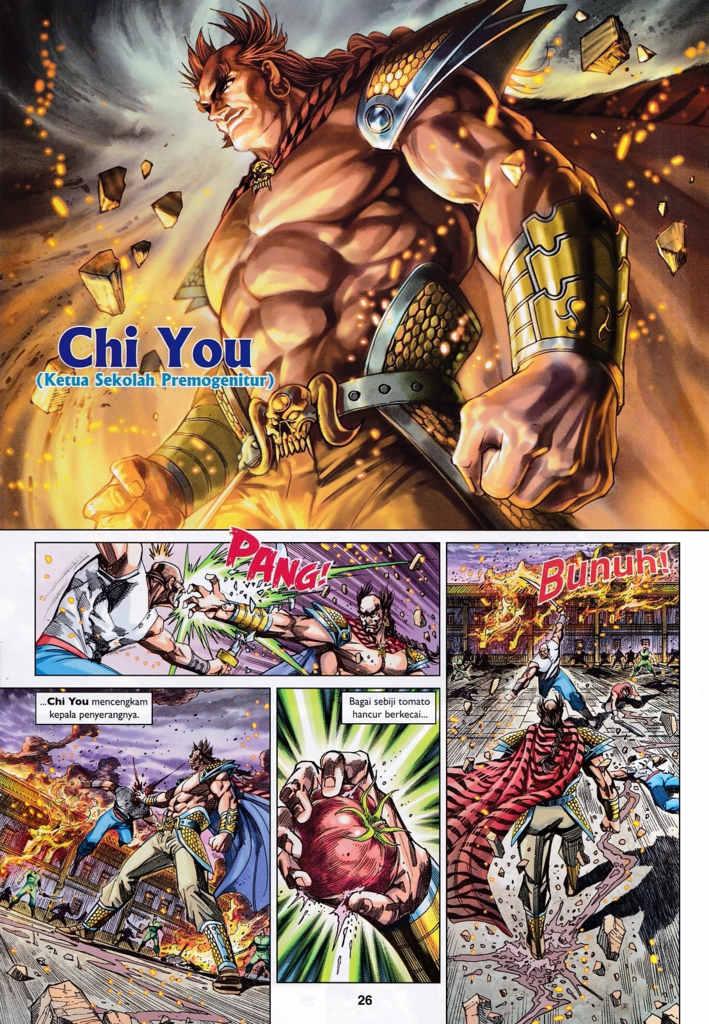 Chi You
(Ketua Sekolah Premogenitur)
Bunuh!
PANG!
Bagai sebiji tomato
hancur berkecai...
...Chi You mencengkam
kepala penyerangnya.
26